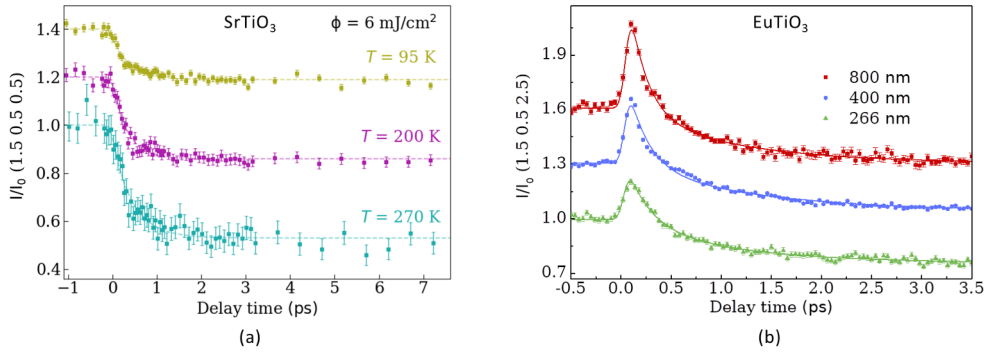 SrTiO₃
ϕ = 6 mJ/cm²
T = 95 K
T = 200 K
T = 270 K
I/I₀ (1.5 0.5 0.5)
1.4
1.2
1.0
0.8
0.6
0.4
−1 0 1 2 3 4 5 6 7
Delay time (ps)
(a)
EuTiO₃
800 nm
400 nm
266 nm
I/I₀ (1.5 0.5 2.5)
1.9
1.6
1.3
1.0
0.7
-0.5 0.0 0.5 1.0 1.5 2.0 2.5 3.0 3.5
Delay time (ps)
(b)